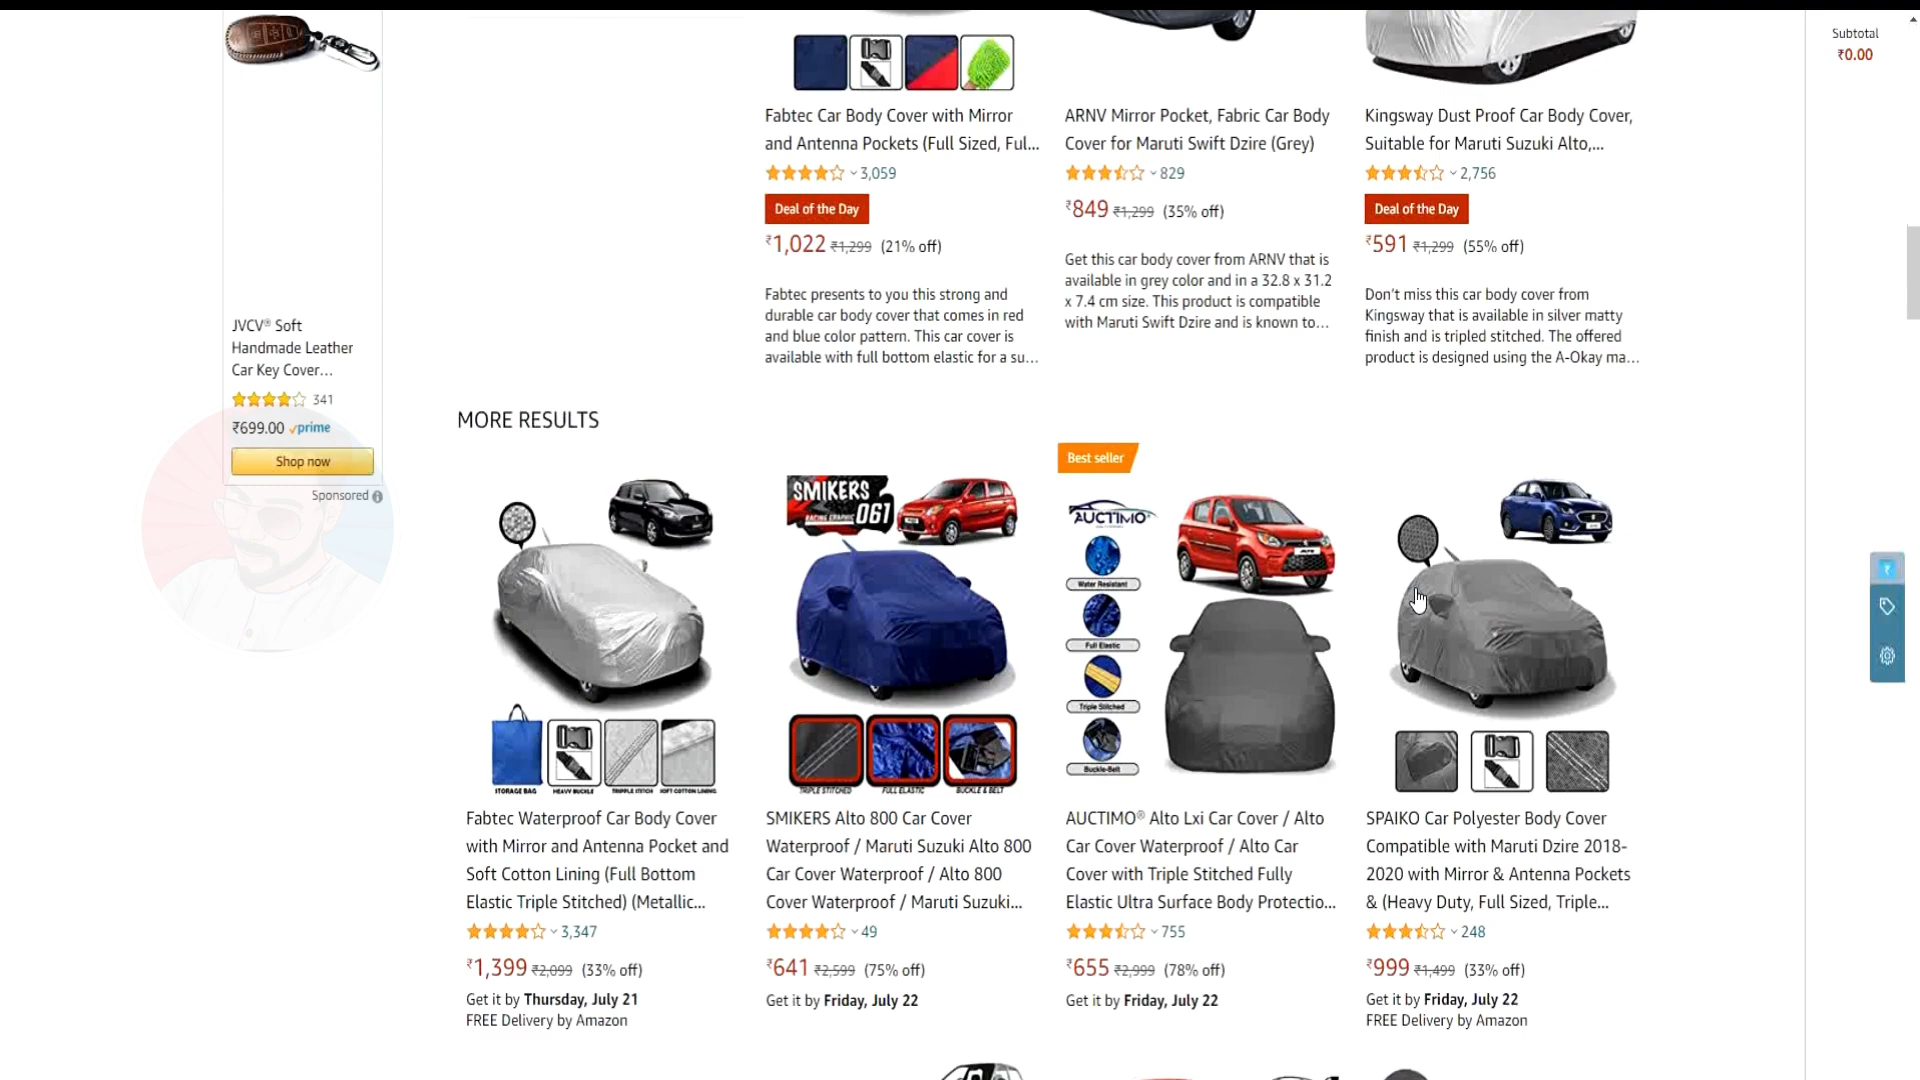 Subtotal
₹0.00
JVCV® Soft
Handmade Leather
Car Key Cover...
341
₹699.00 prime
Shop now
Sponsored
Fabtec Car Body Cover with Mirror
and Antenna Pockets (Full Sized, Ful...
3,059
Deal of the Day
₹1,022 ₹1,299 (21% off)
Fabtec presents to you this strong and
durable car body cover that comes in red
and blue color pattern. This car cover is
available with full bottom elastic for a su...
ARNV Mirror Pocket, Fabric Car Body
Cover for Maruti Swift Dzire (Grey)
829
₹849 ₹1,299 (35% off)
Get this car body cover from ARNV that is
available in grey color and in a 32.8 x 31.2
x 7.4 cm size. This product is compatible
with Maruti Swift Dzire and is known to...
Kingsway Dust Proof Car Body Cover,
Suitable for Maruti Suzuki Alto,...
2,756
Deal of the Day
₹591 ₹1,299 (55% off)
Don't miss this car body cover from
Kingsway that is available in silver matty
finish and is tripled stitched. The offered
product is designed using the A-Okay ma...
MORE RESULTS
STORAGE BAG HEAVY BUCKLE TRIPPLE STITCH SOFT COTTON LINING
Fabtec Waterproof Car Body Cover
with Mirror and Antenna Pocket and
Soft Cotton Lining (Full Bottom
Elastic Triple Stitched) (Metallic...
3,347
₹1,399 ₹2,099 (33% off)
Get it by Thursday, July 21
FREE Delivery by Amazon
SMIKERS
RACING GRAPHIC 061
TRIPLE STITCHED FULL ELASTIC BUCKLE & BELT
SMIKERS Alto 800 Car Cover
Waterproof / Maruti Suzuki Alto 800
Car Cover Waterproof / Alto 800
Cover Waterproof / Maruti Suzuki...
49
₹641 ₹2,599 (75% off)
Get it by Friday, July 22
Best seller
AUCTIMO
Water Resistant
Full Elastic
Triple Stitched
Buckle-Belt
AUCTIMO® Alto Lxi Car Cover / Alto
Car Cover Waterproof / Alto Car
Cover with Triple Stitched Fully
Elastic Ultra Surface Body Protectio...
755
₹655 ₹2,999 (78% off)
Get it by Friday, July 22
SPAIKO Car Polyester Body Cover
Compatible with Maruti Dzire 2018-
2020 with Mirror & Antenna Pockets
& (Heavy Duty, Full Sized, Triple...
248
₹999 ₹1,499 (33% off)
Get it by Friday, July 22
FREE Delivery by Amazon